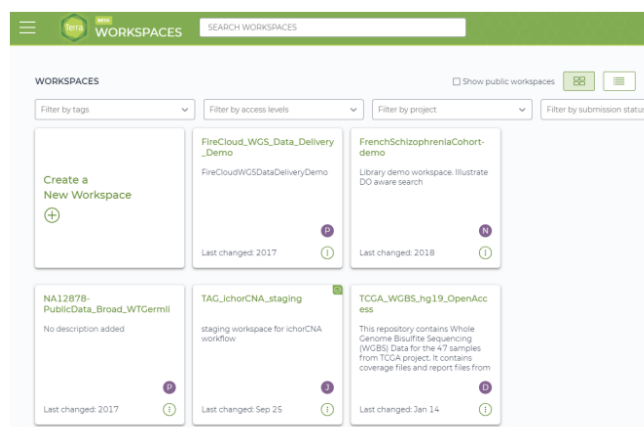 Terra
BETA
WORKSPACES
SEARCH WORKSPACES
WORKSPACES
Show public workspaces
Filter by tags
Filter by access levels
Filter by project
Filter by submission status
Create a
New Workspace
FireCloud_WGS_Data_Delivery
_Demo
FireCloudWGSDataDeliveryDemo
P
Last changed: 2017
FrenchSchizophreniaCohort-
demo
Library demo workspace. Illustrate
DO aware search
N
Last changed: 2018
NA12878-
PublicData_Broad_WTGermli
No description added
P
Last changed: 2017
TAG_ichorCNA_staging
staging workspace for ichorCNA
workflow
J
Last changed: Sep 25
TCGA_WGBS_hg19_OpenAcc
ess
This repository contains Whole
Genome Bisulfite Sequencing
(WGBS) Data for the 47 samples
from TCGA project. It contains
coverage files and report files from
D
Last changed: Jan 14